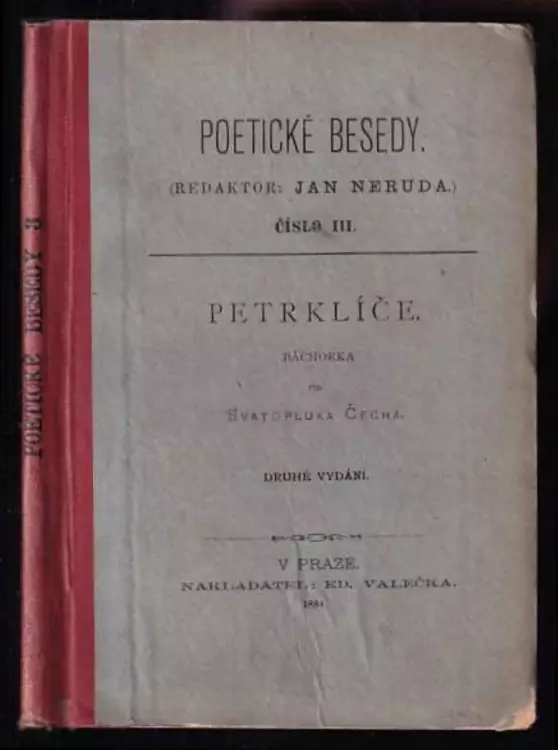 POETICKÉ BESEDY 3
POETICKÉ BESEDY.
(REDAKTOR: JAN NERUDA.)
ČÍSLO III.
PETRKLÍČE.
BÁCHORKA
OD
SVATOPLUKA ČECHA.
DRUHÉ VYDÁNÍ.
V PRAZE.
NAKLADATEL: ED. VALEČKA.